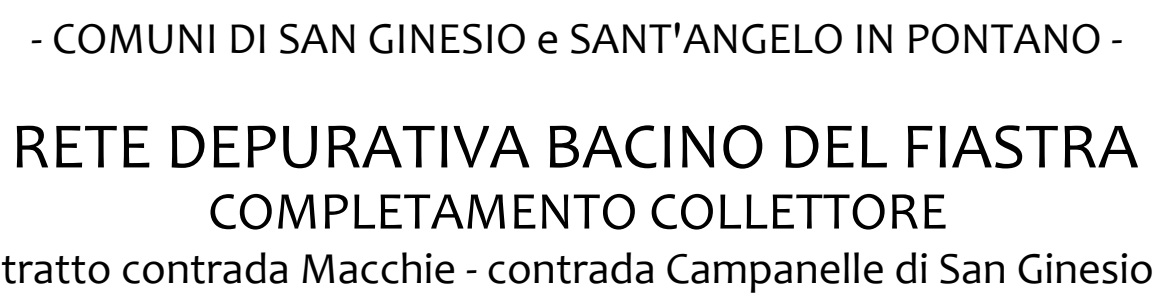 - COMUNI DI SAN GINESIO e SANT'ANGELO IN PONTANO -
RETE DEPURATIVA BACINO DEL FIASTRA
COMPLETAMENTO COLLETTORE
tratto contrada Macchie - contrada Campanelle di San Ginesio